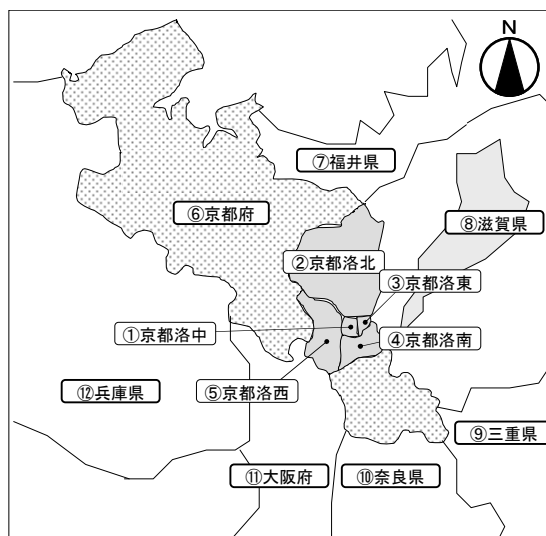 N
⑦福井県
⑥京都府
⑧滋賀県
②京都洛北
③京都洛東
①京都洛中
④京都洛南
⑤京都洛西
⑫兵庫県
⑨三重県
⑪大阪府
⑩奈良県